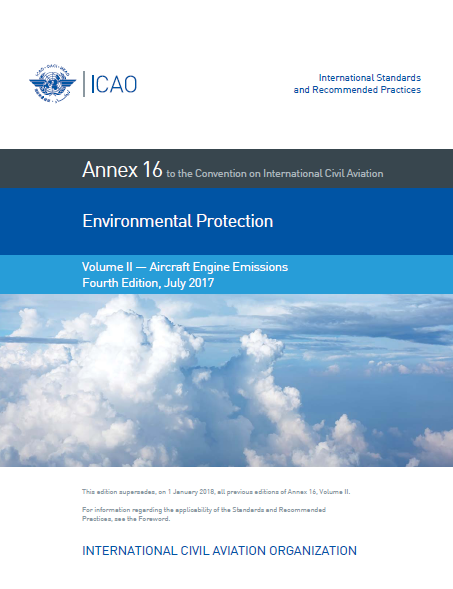 ICAO · OACI · ИКАО
ICAO
International Standards
and Recommended Practices
Annex 16 to the Convention on International Civil Aviation
Environmental Protection
Volume II — Aircraft Engine Emissions
Fourth Edition, July 2017
This edition supersedes, on 1 January 2018, all previous editions of Annex 16, Volume II.
For information regarding the applicability of the Standards and Recommended
Practices, see the Foreword.
INTERNATIONAL CIVIL AVIATION ORGANIZATION